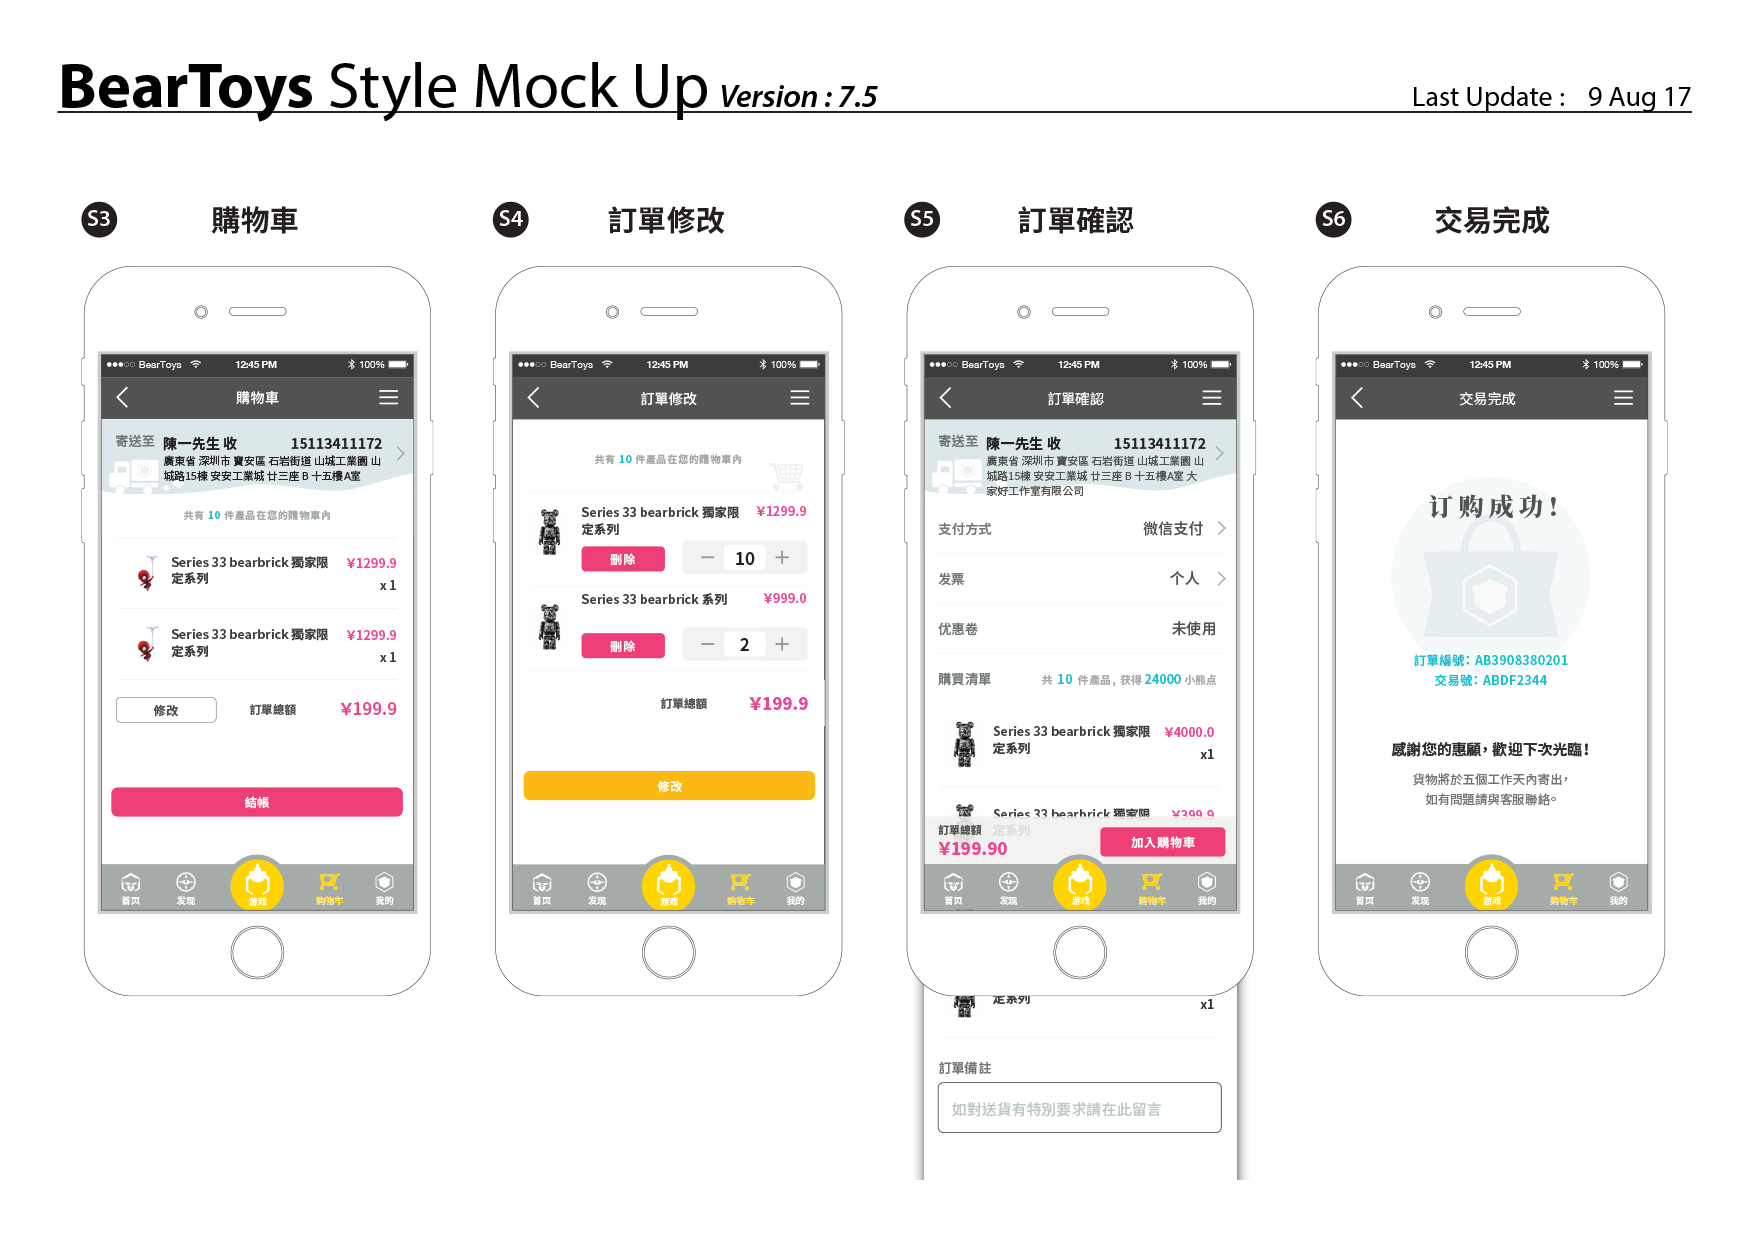 BearToys Style Mock Up Version : 7.5
Last Update : 9 Aug 17
S3 購物車
BearToys 12:45 PM 100%
購物車
寄送至 陳一先生 收 15113411172
廣東省 深圳市 寶安區 石岩街道 山城工業園 山
城路15棟 安安工業城 廿三座 B 十五樓A室
共有 10 件產品在您的購物車內
Series 33 bearbrick 獨家限 ¥1299.9
定系列 x 1
Series 33 bearbrick 獨家限 ¥1299.9
定系列 x 1
修改 訂單總額 ¥199.9
結帳
首页 发现 游戏 购物车 我的
S4 訂單修改
BearToys 12:45 PM 100%
訂單修改
共有 10 件產品在您的購物車內
Series 33 bearbrick 獨家限 ¥1299.9
定系列
刪除 － 10 ＋
Series 33 bearbrick 系列 ¥999.0
刪除 － 2 ＋
訂單總額 ¥199.9
修改
首页 发现 游戏 购物车 我的
S5 訂單確認
BearToys 12:45 PM 100%
訂單確認
寄送至 陳一先生 收 15113411172
廣東省 深圳市 寶安區 石岩街道 山城工業園 山
城路15棟 安安工業城 廿三座 B 十五樓A室 大
家好工作室有限公司
支付方式 微信支付
发票 个人
优惠卷 未使用
購買清單 共 10 件產品, 获得 24000 小熊点
Series 33 bearbrick 獨家限 ¥4000.0
定系列 x1
Series 33 bearbrick 獨家限 ¥399.9
定系列
訂單總額
¥199.90 加入購物車
首页 发现 游戏 购物车 我的
定系列 x1
訂單備註
如對送貨有特別要求請在此留言
S6 交易完成
BearToys 12:45 PM 100%
交易完成
订购成功!
訂單編號: AB3908380201
交易號: ABDF2344
感謝您的惠顧，歡迎下次光臨！
貨物將於五個工作天內寄出，
如有問題請與客服聯絡。
首页 发现 游戏 购物车 我的